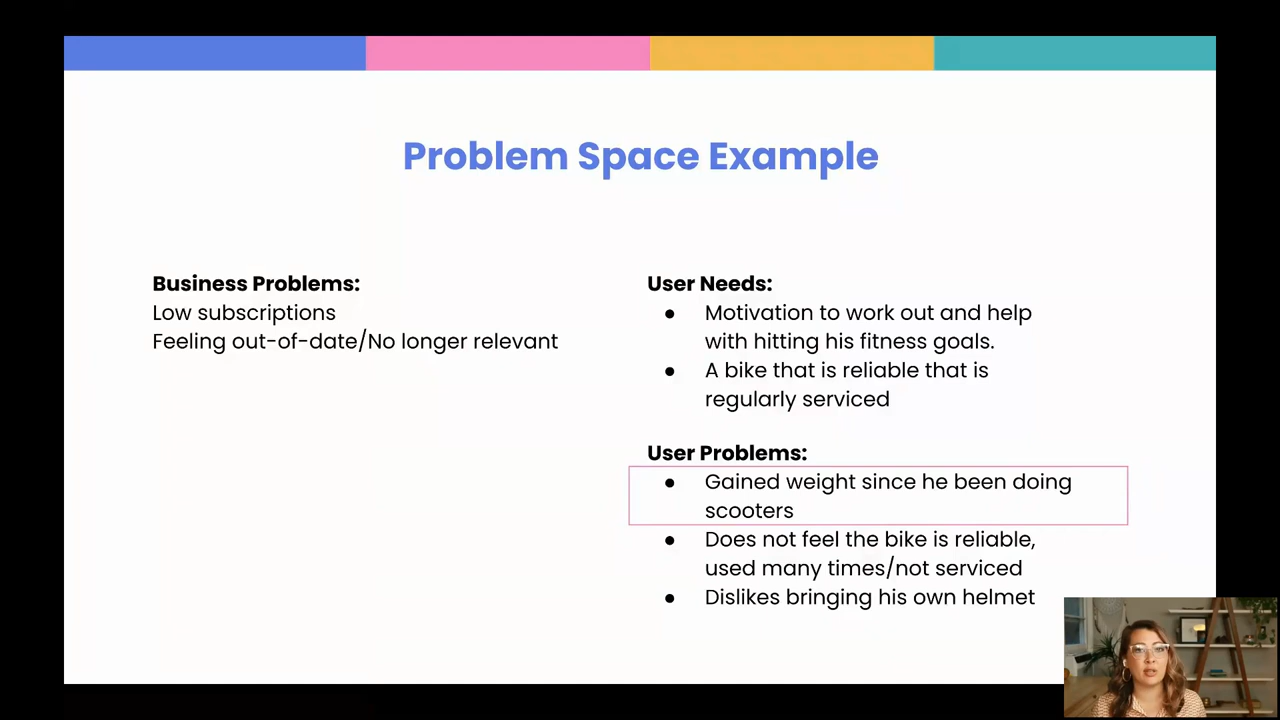 Problem Space Example
Business Problems:
Low subscriptions
Feeling out-of-date/No longer relevant
User Needs:
● Motivation to work out and help
with hitting his fitness goals.
● A bike that is reliable that is
regularly serviced
User Problems:
● Gained weight since he been doing
scooters
● Does not feel the bike is reliable,
used many times/not serviced
● Dislikes bringing his own helmet